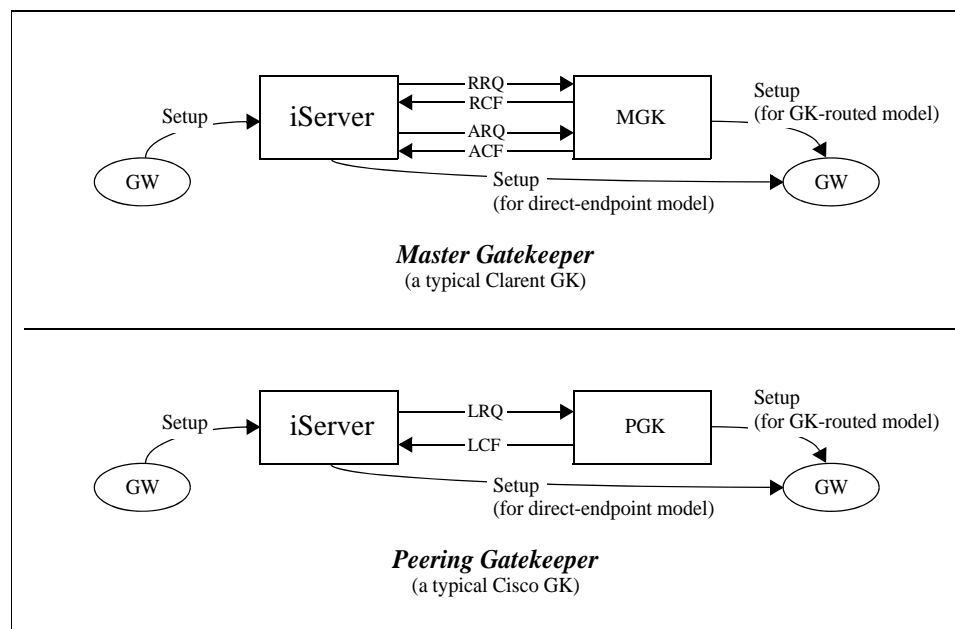 RRQ
Setup
iServer
RCF
MGK
Setup
(for GK-routed model)
ARQ
ACF
GW
Setup
(for direct-endpoint model)
GW
Master Gatekeeper
(a typical Clarent GK)
Setup
iServer
LRQ
LCF
PGK
Setup
(for GK-routed model)
GW
Setup
(for direct-endpoint model)
GW
Peering Gatekeeper
(a typical Cisco GK)